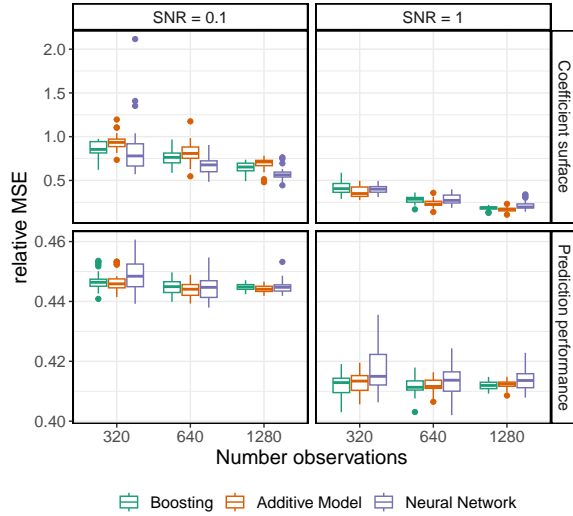 SNR = 0.1
SNR = 1
relative MSE
2.0
1.5
1.0
0.5
Coefficient surface
0.46
0.44
0.42
0.40
Prediction performance
320
640
1280
320
640
1280
Number observations
Boosting
Additive Model
Neural Network